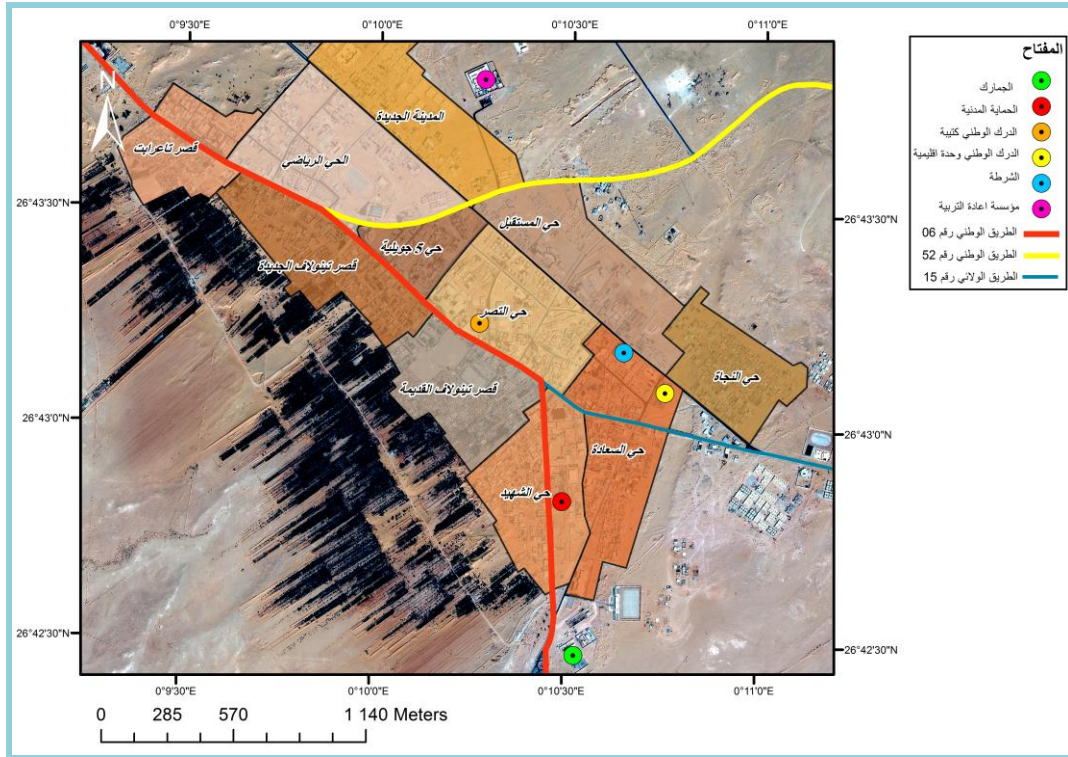 0°9'30"E 0°10'0"E 0°10'30"E 0°11'0"E
المفتاح
الجمارك
الحماية المدنية
الدرك الوطني كتيبة
الدرك الوطني وحدة اقليمية
الشرطة
مؤسسة اعادة التربية
الطريق الوطني رقم 06
الطريق الوطني رقم 52
الطريق الولائي رقم 15
N
المدينة الجديدة
قصر تاعرابت
الحي الرياضي
26°43'30"N
26°43'30"N
حي المستقبل
حي 5 جويلية
قصر تينولاف الجديدة
حي النصر
حي النجاة
قصر تينولاف القديمة
26°43'0"N
26°43'0"N
حي السعادة
حي الشهيد
26°42'30"N
26°42'30"N
0°9'30"E 0°10'0"E 0°10'30"E 0°11'0"E
0 285 570 1 140 Meters